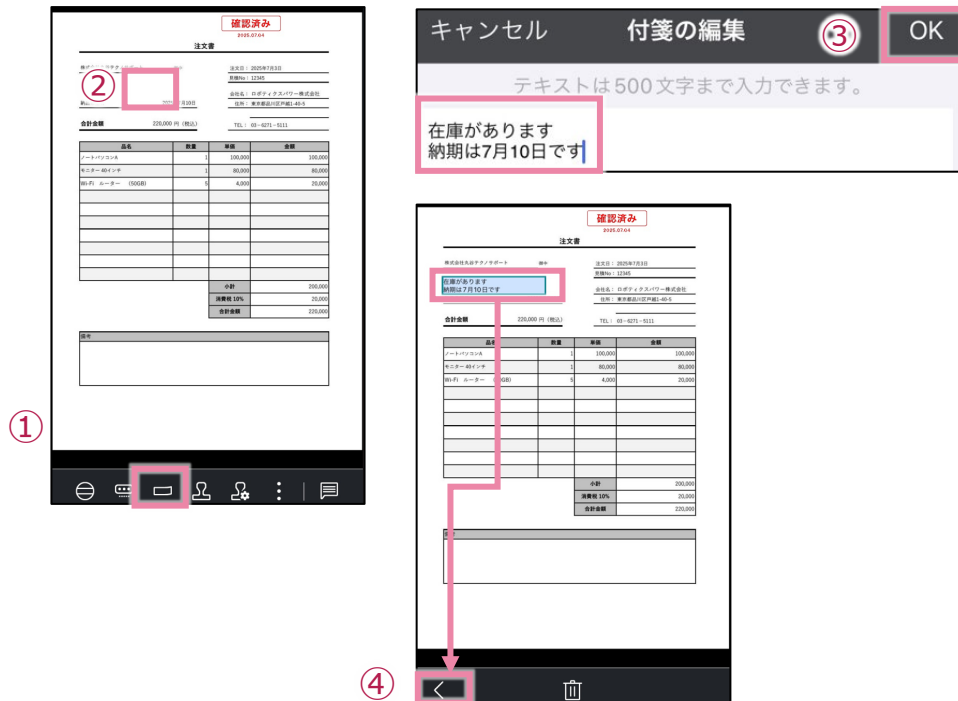 確認済み
2025.07.04
注文書
②
注文日： 2025年7月3日
見積No： 12345
会社名： ロボティクスパワー株式会社
住所： 東京都品川区戸越1-40-5
合計金額 220,000 円 (税込)
TEL： 03-6271-5111
品名 数量 単価 金額
ノートパソコンA 1 100,000 100,000
モニター 40インチ 1 80,000 80,000
Wi-Fi ルーター (50GB) 5 4,000 20,000
小計 200,000
消費税 10% 20,000
合計金額 220,000
備考
①
キャンセル 付箋の編集 ③ OK
テキストは500文字まで入力できます。
在庫があります
納期は7月10日です
確認済み
2025.07.04
注文書
株式会社丸谷テクノサポート 御中
注文日： 2025年7月3日
見積No： 12345
在庫があります
納期は7月10日です
会社名： ロボティクスパワー株式会社
住所： 東京都品川区戸越1-40-5
合計金額 220,000 円 (税込)
TEL： 03-6271-5111
数量 単価 金額
ノートパソコンA 1 100,000 100,000
モニター 40インチ 1 80,000 80,000
Wi-Fi ルーター 5 4,000 20,000
小計 200,000
消費税 10% 20,000
合計金額 220,000
④